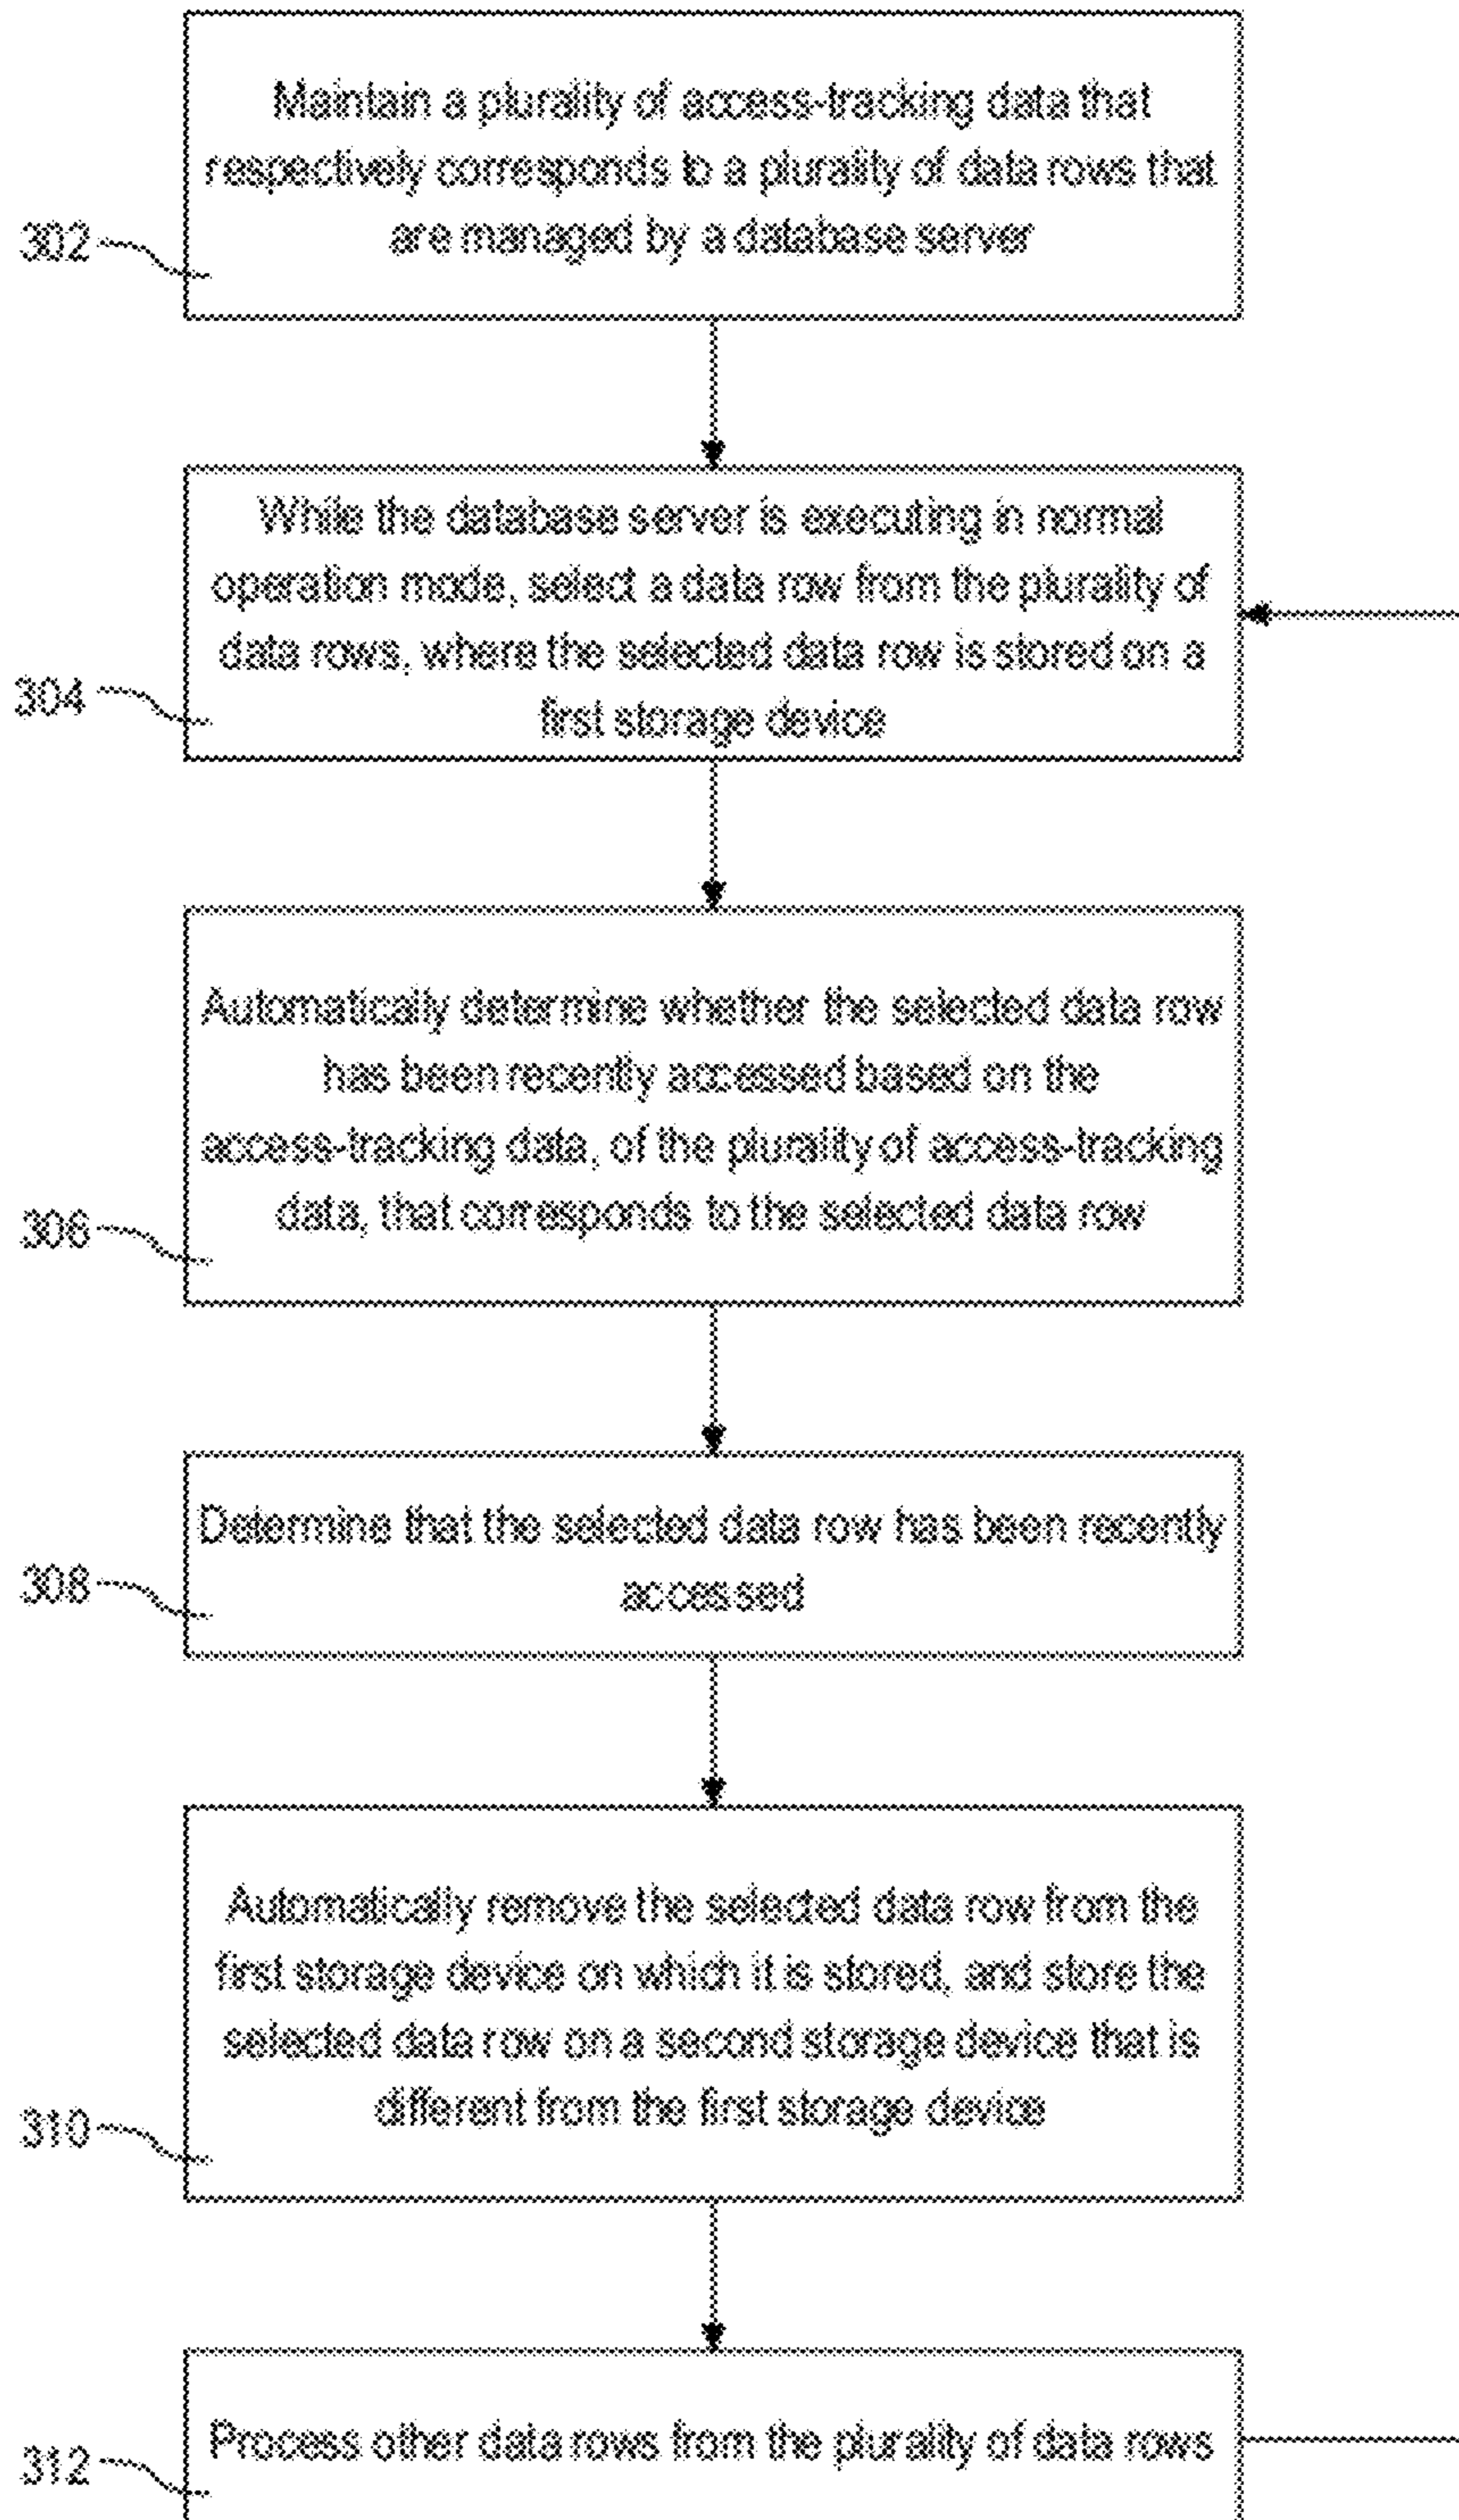 Maintain a plurality of access-tracking data that
respectively corresponds to a plurality of data rows that
are managed by a database server
302
While the database server is executing in normal
operation mode, select a data row from the plurality of
data rows, where the selected data row is stored on a
first storage device
304
Automatically determine whether the selected data row
has been recently accessed based on the
access-tracking data, of the plurality of access-tracking
data, that corresponds to the selected data row
306
Determine that the selected data row has been recently
accessed
308
Automatically remove the selected data row from the
first storage device on which it is stored, and store the
selected data row on a second storage device that is
different from the first storage device
310
Process other data rows from the plurality of data rows
312